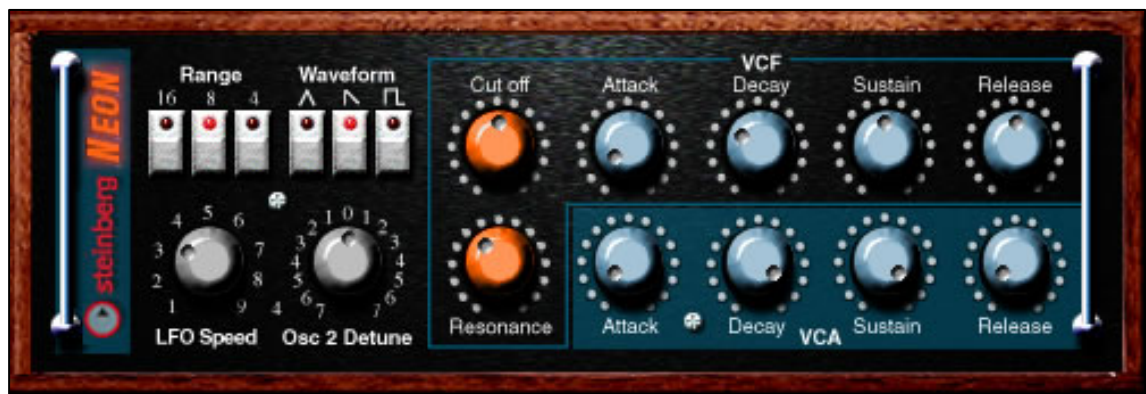 steinberg NEON
Range
16 8 4
Waveform
LFO Speed
1 2 3 4 5 6 7 8 9
Osc 2 Detune
4 7 6 5 4 3 2 1 0 1 2 3 4 5 6 7
VCF
Cut off Attack Decay Sustain Release
Resonance
Attack Decay Sustain Release
VCA